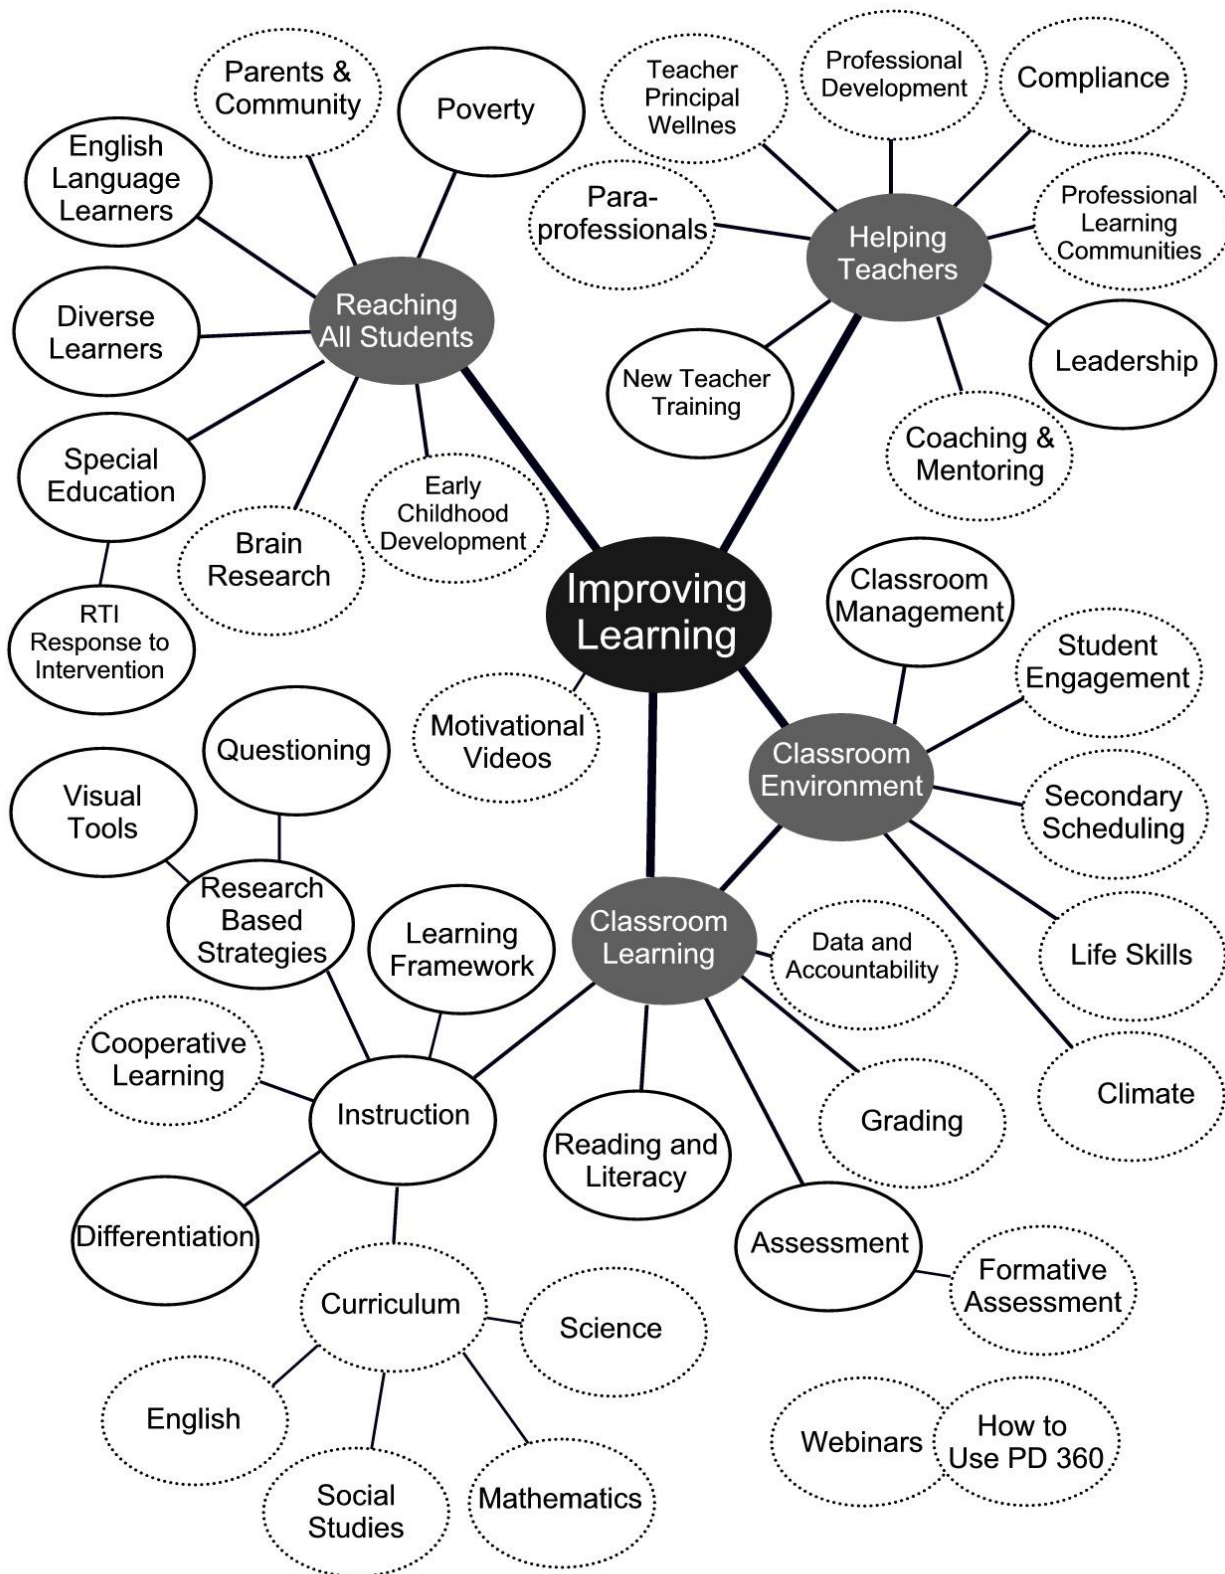 Parents &
Community
Poverty
Teacher
Principal
Wellnes
Professional
Development
Compliance
English
Language
Learners
Para-
professionals
Professional
Learning
Communities
Helping
Teachers
Reaching
All Students
Diverse
Learners
New Teacher
Training
Leadership
Coaching &
Mentoring
Special
Education
Early
Childhood
Development
Brain
Research
RTI
Response to
Intervention
Improving
Learning
Classroom
Management
Student
Engagement
Motivational
Videos
Questioning
Visual
Tools
Classroom
Environment
Secondary
Scheduling
Research
Based
Strategies
Learning
Framework
Classroom
Learning
Data and
Accountability
Life Skills
Cooperative
Learning
Instruction
Climate
Grading
Reading and
Literacy
Differentiation
Assessment
Formative
Assessment
Curriculum
Science
English
Social
Studies
Mathematics
Webinars
How to
Use PD 360